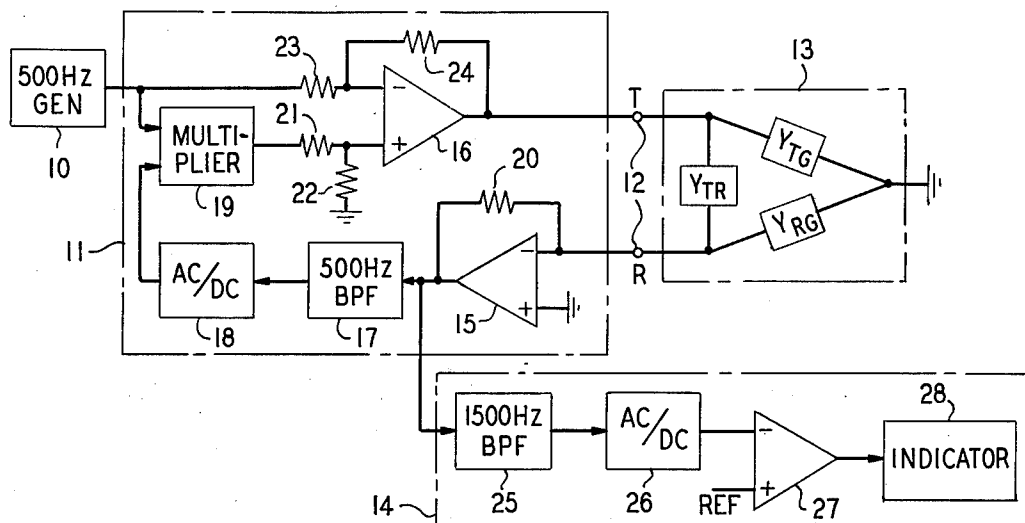 500Hz
GEN
10
11
MULTI-
PLIER
19
23
24
21
22
−
+
16
20
−
+
15
500Hz
BPF
17
AC/
DC
18
T
12
R
13
YTG
YTR
YRG
14
1500Hz
BPF
25
AC/
DC
26
−
REF +
27
28
INDICATOR